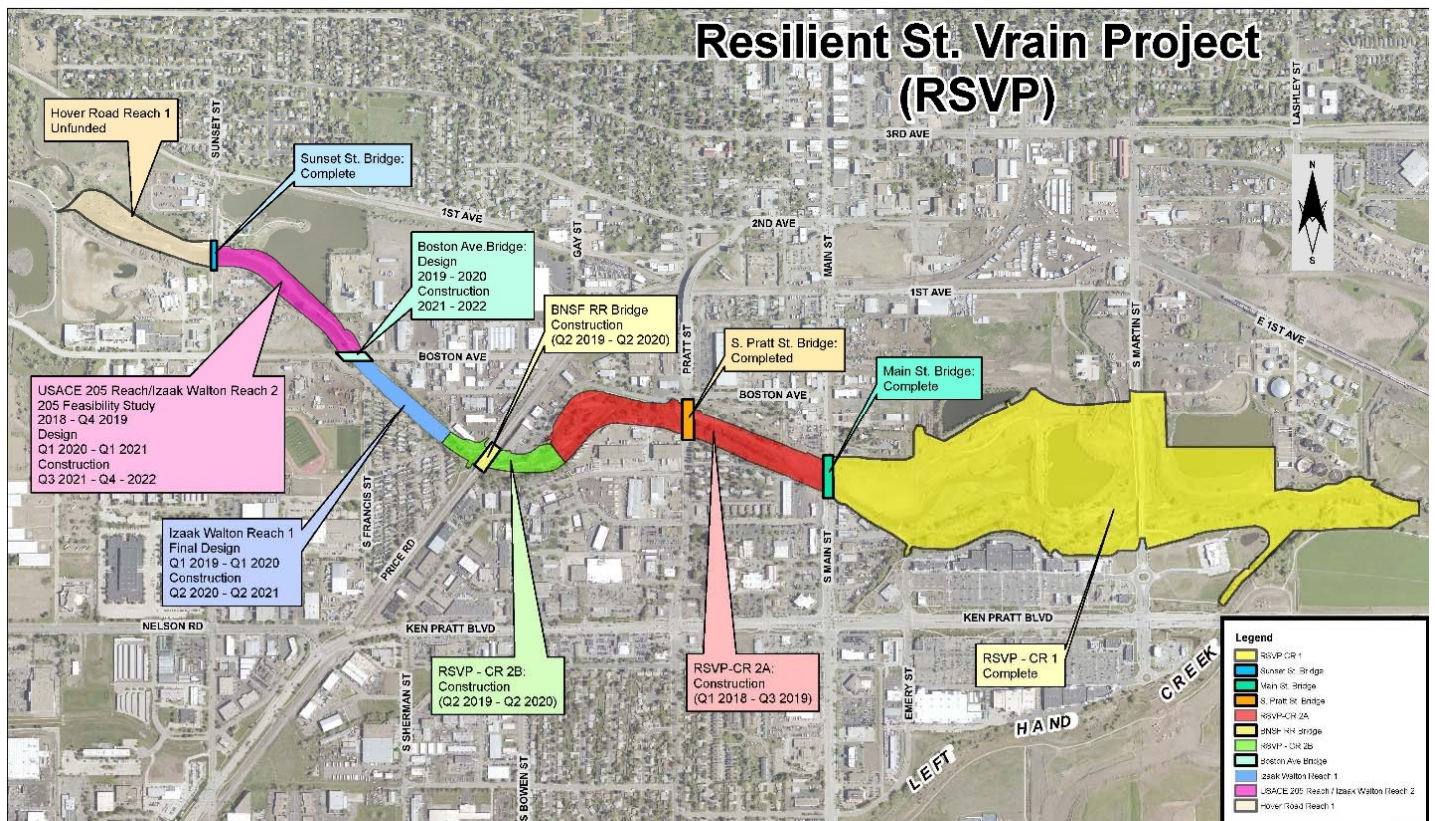 Resilient St. Vrain Project
(RSVP)
Hover Road Reach 1
Unfunded
SUNSET ST
Sunset St. Bridge:
Complete
LASHLEY ST
3RD AVE
N
S
1ST AVE
2ND AVE
GAY ST
MAIN ST
Boston Ave.Bridge:
Design
2019 - 2020
Construction
2021 - 2022
BNSF RR Bridge
Construction
(Q2 2019 - Q2 2020)
1ST AVE
E 1ST AVE
S MARTIN ST
PRATT ST
S. Pratt St. Bridge:
Completed
BOSTON AVE
BOSTON AVE
Main St. Bridge:
Complete
USACE 205 Reach/Izaak Walton Reach 2
205 Feasibility Study
2018 - Q4 2019
Design
Q1 2020 - Q1 2021
Construction
Q3 2021 - Q4 - 2022
S FRANCIS ST
PRICE RD
Izaak Walton Reach 1
Final Design
Q1 2019 - Q1 2020
Construction
Q2 2020 - Q2 2021
S MAIN ST
NELSON RD
KEN PRATT BLVD
KEN PRATT BLVD
RSVP - CR 2B:
Construction
(Q2 2019 - Q2 2020)
RSVP-CR 2A:
Construction
(Q1 2018 - Q3 2019)
RSVP - CR 1
Complete
S SHERMAN ST
S BOWEN ST
EMERY ST
LEFT HAND CREEK
Legend
RSVP CR 1
Sunset St. Bridge
Main St. Bridge
S. Pratt St. Bridge
RSVP-CR 2A
BNSF RR Bridge
RSVP - CR 2B
Boston Ave Bridge
Izaak Walton Reach 1
USACE 205 Reach / Izaak Walton Reach 2
Hover Road Reach 1